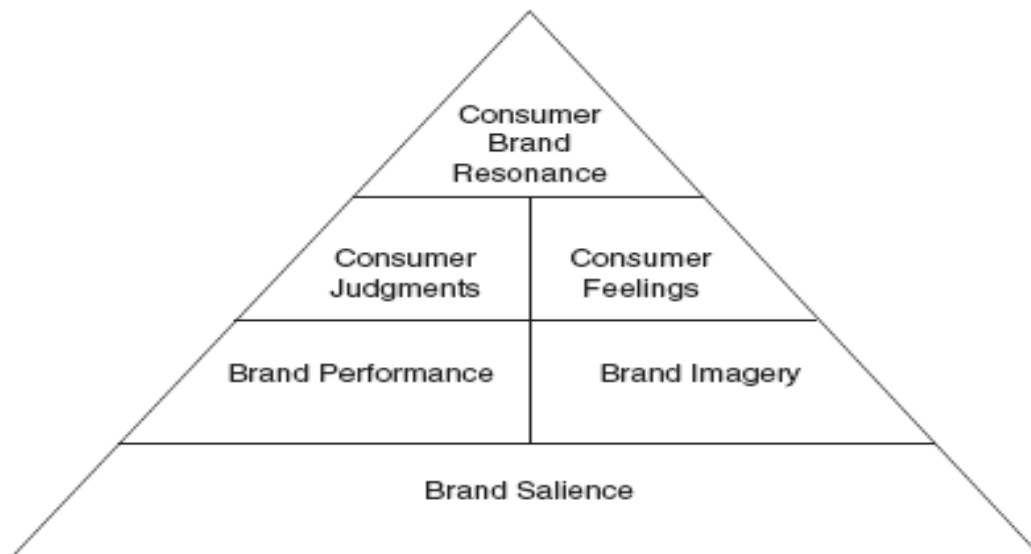 Consumer
Brand
Resonance
Consumer
Judgments
Consumer
Feelings
Brand Performance
Brand Imagery
Brand Salience